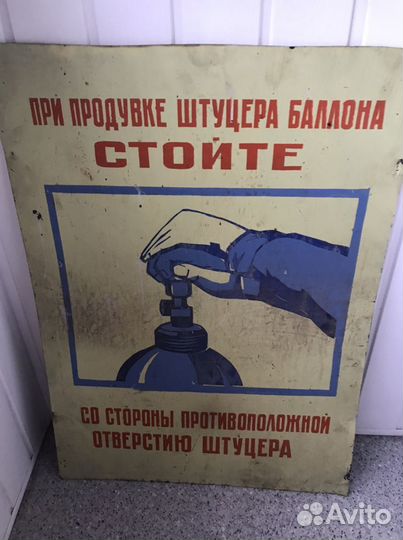 ПРИ ПРОДУВКЕ ШТУЦЕРА БАЛЛОНА
СТОЙТЕ
СО СТОРОНЫ ПРОТИВОПОЛОЖНОЙ
ОТВЕРСТИЮ ШТУЦЕРА
Avito